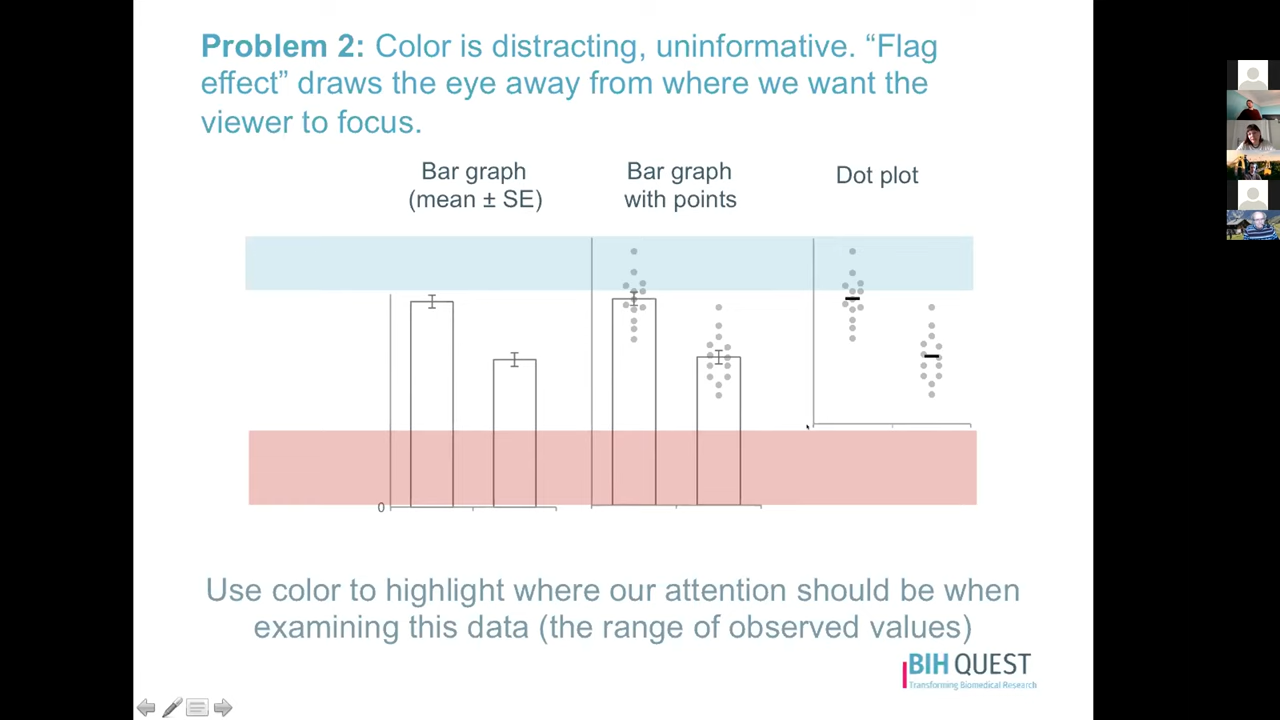 Problem 2: Color is distracting, uninformative. “Flag
effect” draws the eye away from where we want the
viewer to focus.
Bar graph
(mean ± SE)
Bar graph
with points
Dot plot
0
Use color to highlight where our attention should be when
examining this data (the range of observed values)
BIH QUEST
Transforming Biomedical Research